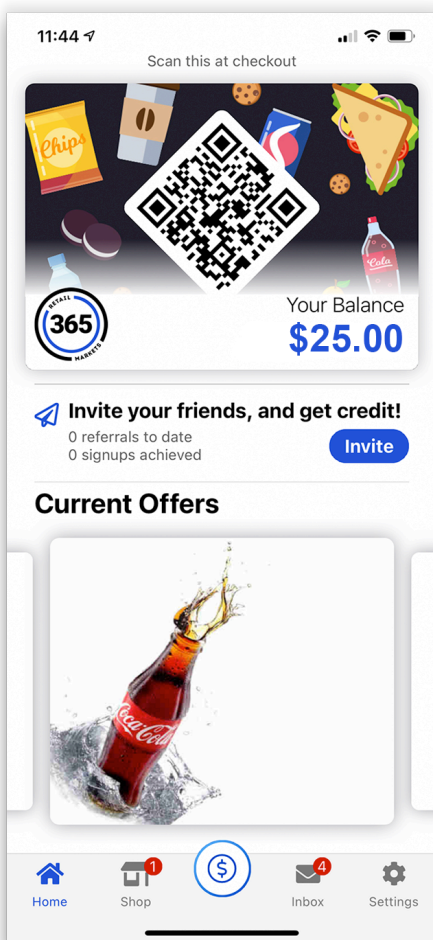 11:44
Scan this at checkout
Chips
Cola
RETAIL
365
MARKETS
Your Balance
$25.00
Invite your friends, and get credit!
0 referrals to date
0 signups achieved
Invite
Current Offers
Coca-Cola
1
$
4
Home
Shop
Inbox
Settings